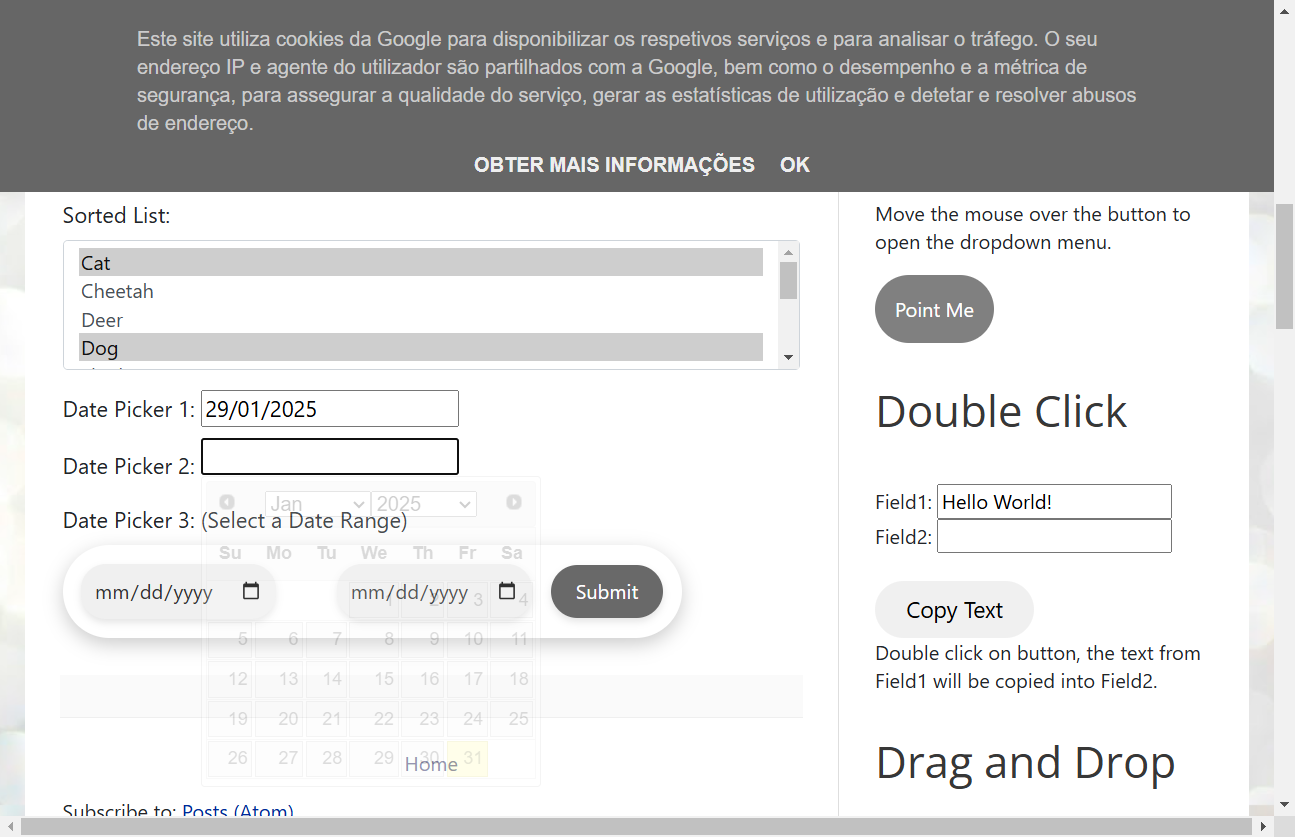 Este site utiliza cookies da Google para disponibilizar os respetivos serviços e para analisar o tráfego. O seu
endereço IP e agente do utilizador são partilhados com a Google, bem como o desempenho e a métrica de
segurança, para assegurar a qualidade do serviço, gerar as estatísticas de utilização e detetar e resolver abusos
de endereço.
OBTER MAIS INFORMAÇÕES OK
Sorted List:
Cat
Cheetah
Deer
Dog
Date Picker 1: 29/01/2025
Date Picker 2:
Jan 2025
Date Picker 3: (Select a Date Range)
Su Mo Tu We Th Fr Sa
mm/dd/yyyy mm/dd/yyyy Submit
1 2 3 4
5 6 7 8 9 10 11
12 13 14 15 16 17 18
19 20 21 22 23 24 25
26 27 28 29 30 31
Home
Subscribe to: Posts (Atom)
Move the mouse over the button to
open the dropdown menu.
Point Me
Double Click
Field1: Hello World!
Field2:
Copy Text
Double click on button, the text from
Field1 will be copied into Field2.
Drag and Drop